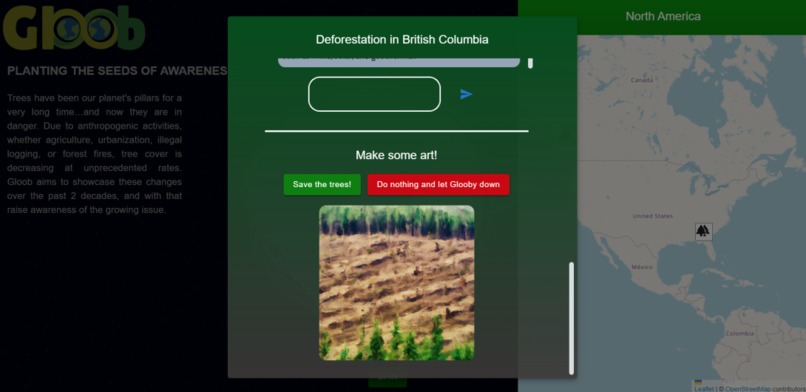 Gloob
PLANTING THE SEEDS OF AWARENES
Trees have been our planet's pillars for a
very long time...and now they are in
danger. Due to anthropogenic activities,
whether agriculture, urbanization, illegal
logging, or forest fires, tree cover is
decreasing at unprecedented rates.
Gloob aims to showcase these changes
over the past 2 decades, and with that
raise awareness of the growing issue.
Deforestation in British Columbia
Make some art!
Save the trees!
Do nothing and let Glooby down
North America
Canada
United States
México
Colombia
Leaflet | © OpenStreetMap contributors